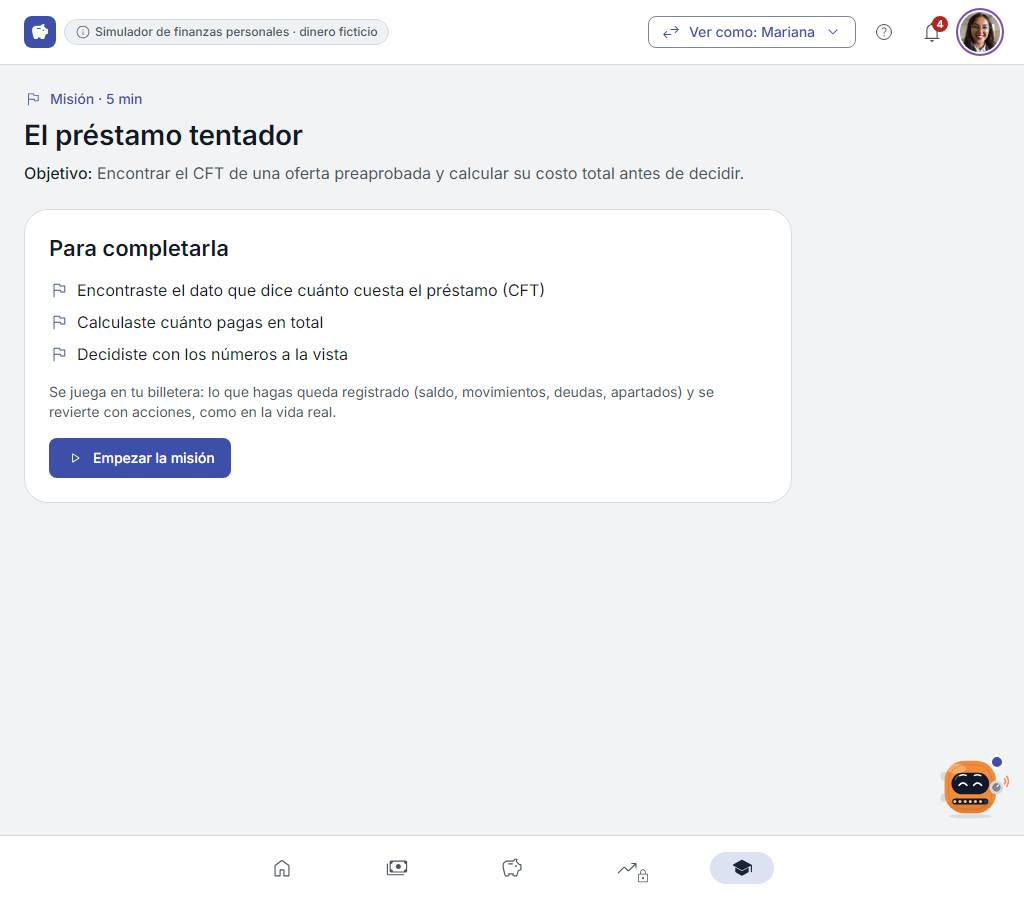 Simulador de finanzas personales · dinero ficticio
Ver como: Mariana
4
Misión · 5 min
El préstamo tentador
Objetivo: Encontrar el CFT de una oferta preaprobada y calcular su costo total antes de decidir.
Para completarla
Encontraste el dato que dice cuánto cuesta el préstamo (CFT)
Calculaste cuánto pagas en total
Decidiste con los números a la vista
Se juega en tu billetera: lo que hagas queda registrado (saldo, movimientos, deudas, apartados) y se
revierte con acciones, como en la vida real.
Empezar la misión